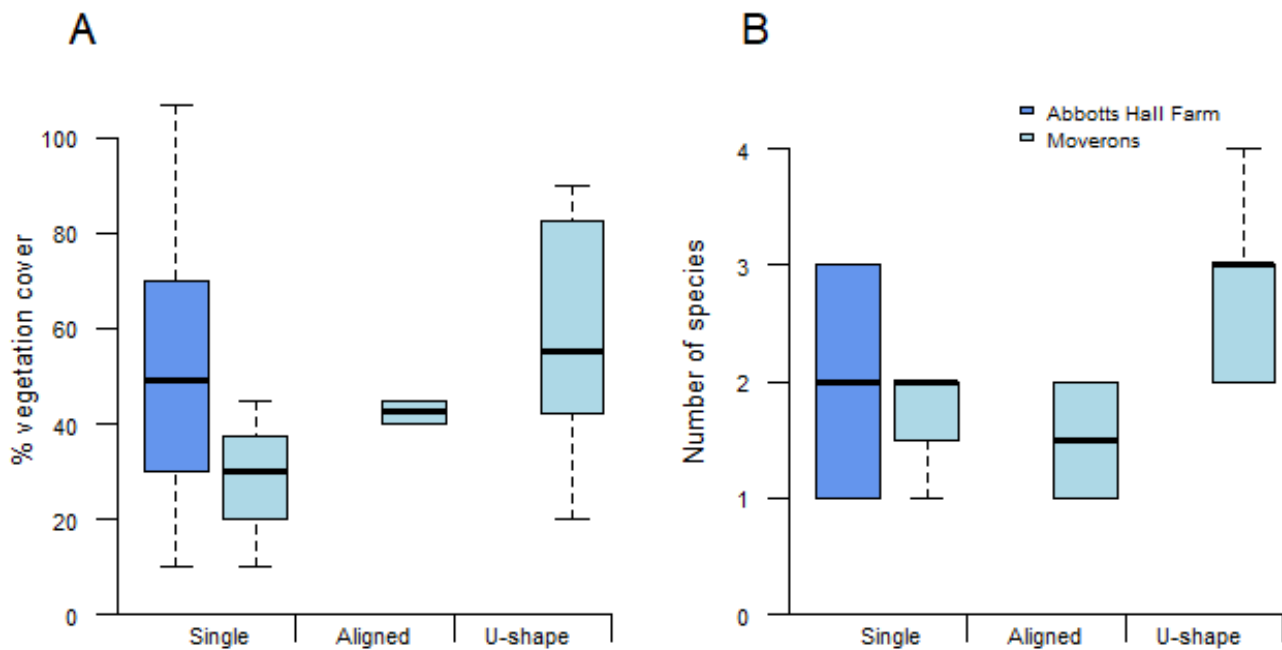 A
% vegetation cover
100
80
60
40
20
0
Single Aligned U-shape
B
Abbotts Hall Farm
Moverons
Number of species
4
3
2
1
0
Single Aligned U-shape